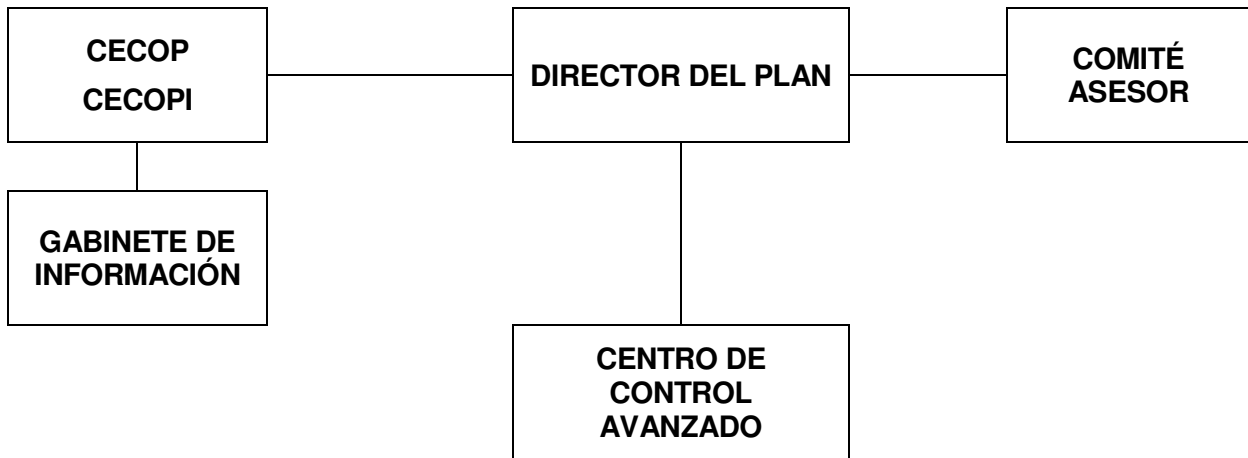 CECOP
CECOPI
DIRECTOR DEL PLAN
COMITÉ
ASESOR
GABINETE DE
INFORMACIÓN
CENTRO DE
CONTROL
AVANZADO